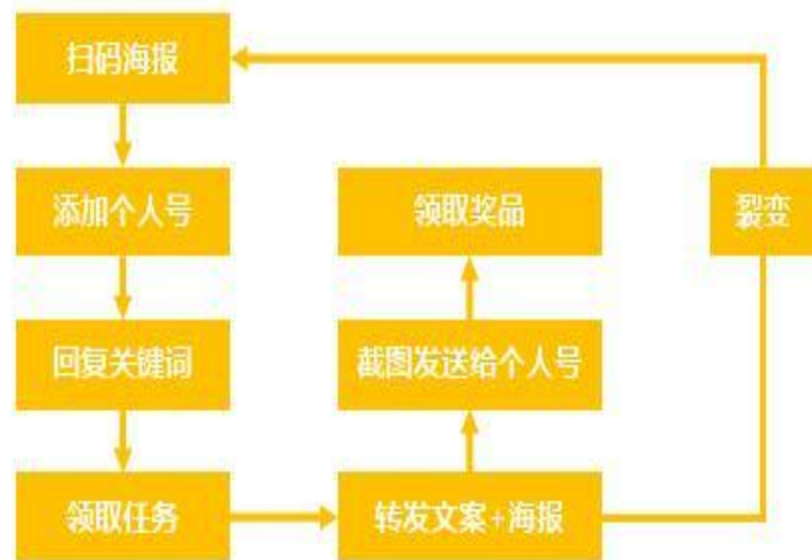 扫码海报
添加个人号
领取奖品
裂变
回复关键词
截图发送给个人号
领取任务
转发文案+海报